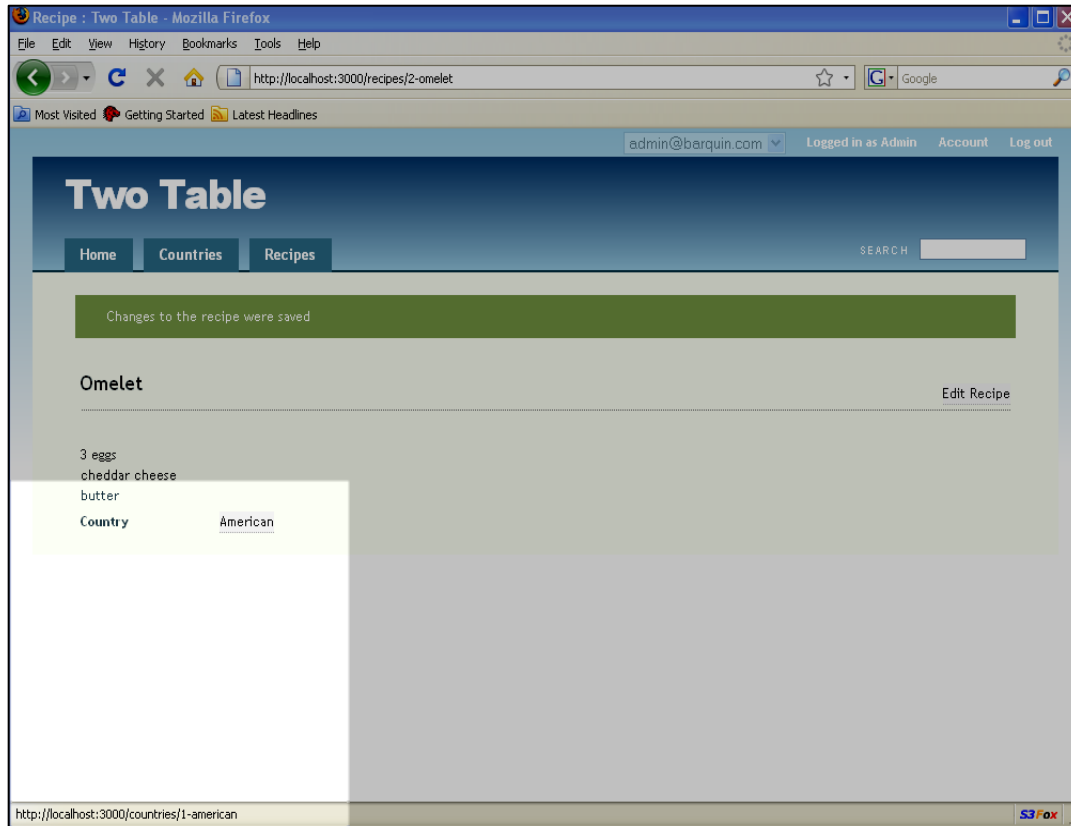 Recipe : Two Table - Mozilla Firefox
File Edit View History Bookmarks Tools Help
http://localhost:3000/recipes/2-omelet
G Google
Most Visited Getting Started Latest Headlines
admin@barquin.com Logged in as Admin Account Log out
Two Table
Home Countries Recipes SEARCH
Changes to the recipe were saved
Omelet
Edit Recipe
3 eggs
cheddar cheese
butter
Country American
http://localhost:3000/countries/1-american S3Fox